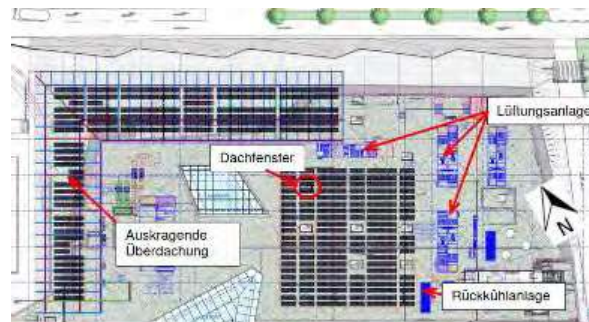 Lüftungsanlage
Dachfenster
Auskragende
Überdachung
N
Rückkühlanlage